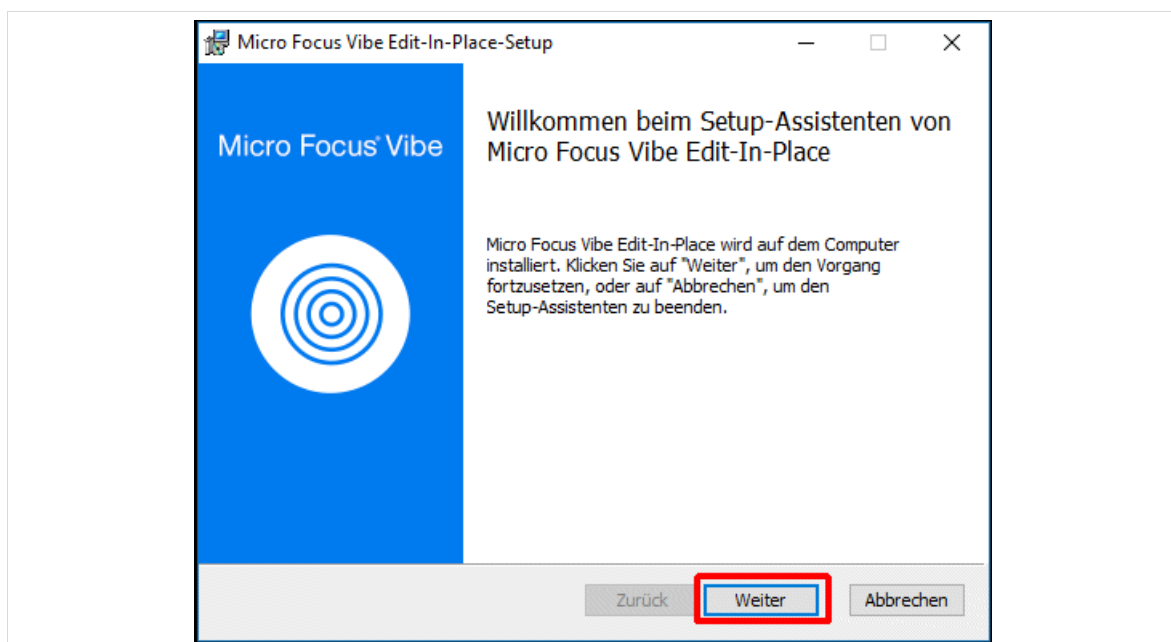 Micro Focus Vibe Edit-In-Place-Setup
Micro Focus® Vibe
Willkommen beim Setup-Assistenten von
Micro Focus Vibe Edit-In-Place
Micro Focus Vibe Edit-In-Place wird auf dem Computer
installiert. Klicken Sie auf "Weiter", um den Vorgang
fortzusetzen, oder auf "Abbrechen", um den
Setup-Assistenten zu beenden.
Zurück Weiter Abbrechen